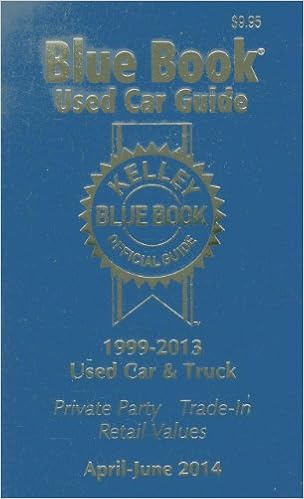 $9.95
Blue Book®
Used Car Guide
KELLEY
BLUE BOOK
OFFICIAL GUIDE
1999-2013
Used Car & Truck
Private Party Trade-In
Retail Values
April-June 2014